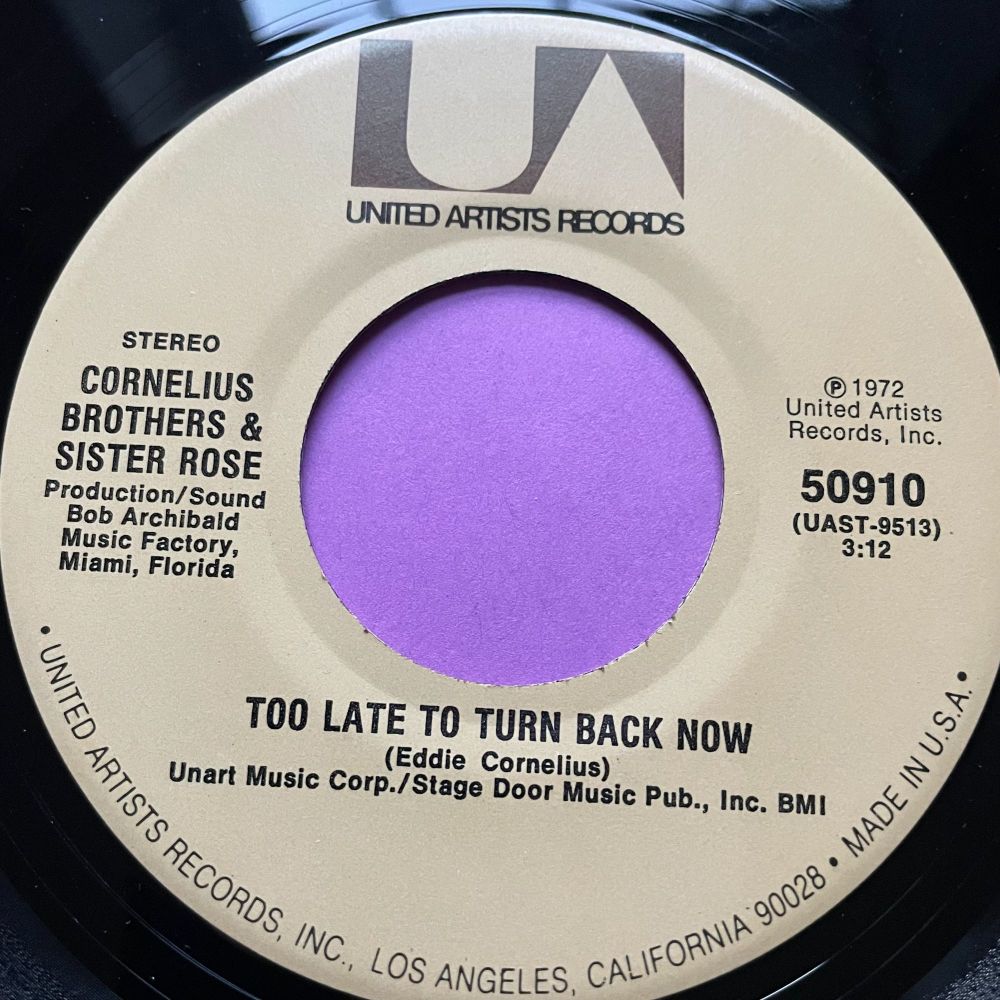 UA
UNITED ARTISTS RECORDS
STEREO
CORNELIUS
BROTHERS &
SISTER ROSE
Production/Sound
Bob Archibald
Music Factory,
Miami, Florida
℗ 1972
United Artists
Records, Inc.
50910
(UAST-9513)
3:12
TOO LATE TO TURN BACK NOW
(Eddie Cornelius)
Unart Music Corp./Stage Door Music Pub., Inc. BMI
• UNITED ARTISTS RECORDS, INC., LOS ANGELES, CALIFORNIA 90028 • MADE IN U.S.A. •